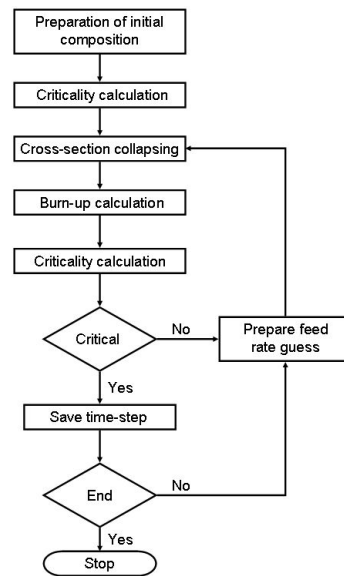 Preparation of initial
composition
Criticality calculation
Cross-section collapsing
Burn-up calculation
Criticality calculation
Critical
No
Prepare feed
rate guess
Yes
Save time-step
End
No
Yes
Stop